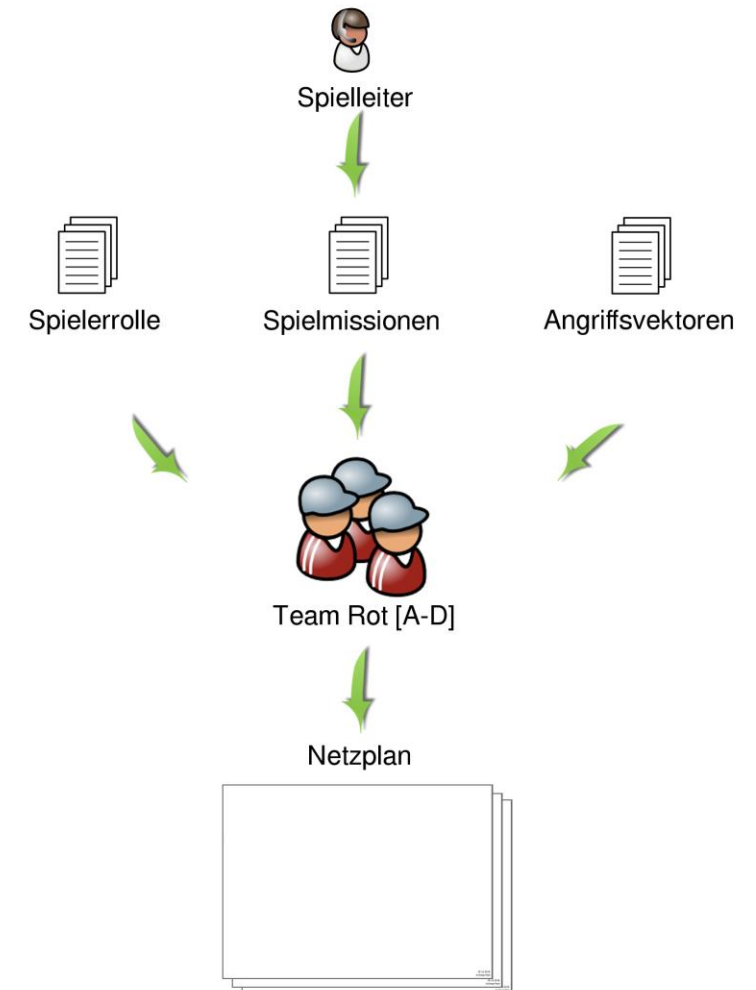 Spielleiter
Spielerrolle
Spielmissionen
Angriffsvektoren
Team Rot [A-D]
Netzplan